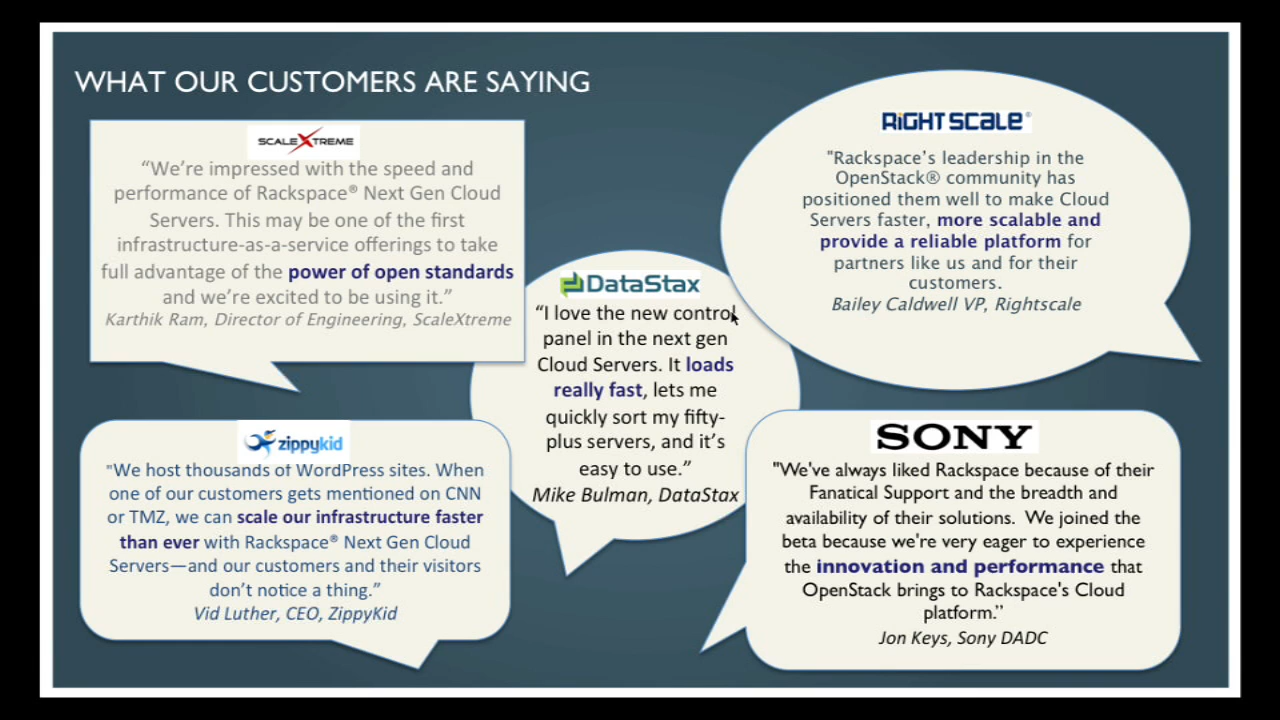 WHAT OUR CUSTOMERS ARE SAYING
SCALEXTREME
“We’re impressed with the speed and
performance of Rackspace® Next Gen Cloud
Servers. This may be one of the first
infrastructure-as-a-service offerings to take
full advantage of the power of open standards
and we’re excited to be using it.”
Karthik Ram, Director of Engineering, ScaleXtreme
RIGHTSCALE®
"Rackspace’s leadership in the
OpenStack® community has
positioned them well to make Cloud
Servers faster, more scalable and
provide a reliable platform for
partners like us and for their
customers.
Bailey Caldwell VP, Rightscale
DataStax
“I love the new control
panel in the next gen
Cloud Servers. It loads
really fast, lets me
quickly sort my fifty-
plus servers, and it’s
easy to use.”
Mike Bulman, DataStax
zippykid
"We host thousands of WordPress sites. When
one of our customers gets mentioned on CNN
or TMZ, we can scale our infrastructure faster
than ever with Rackspace® Next Gen Cloud
Servers—and our customers and their visitors
don’t notice a thing.”
Vid Luther, CEO, ZippyKid
SONY
"We've always liked Rackspace because of their
Fanatical Support and the breadth and
availability of their solutions. We joined the
beta because we're very eager to experience
the innovation and performance that
OpenStack brings to Rackspace's Cloud
platform.”
Jon Keys, Sony DADC